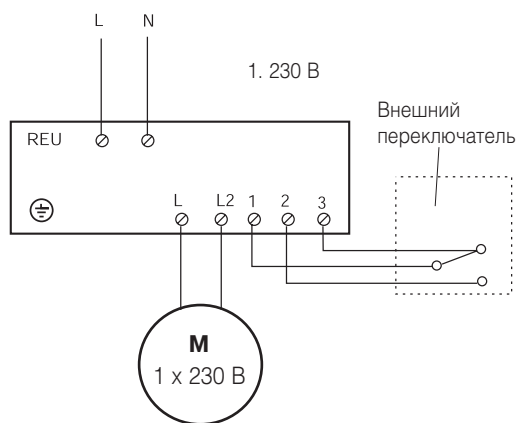 L N
1. 230 В
Внешний
переключатель
REU
L L2 1 2 3
М
1 x 230 В